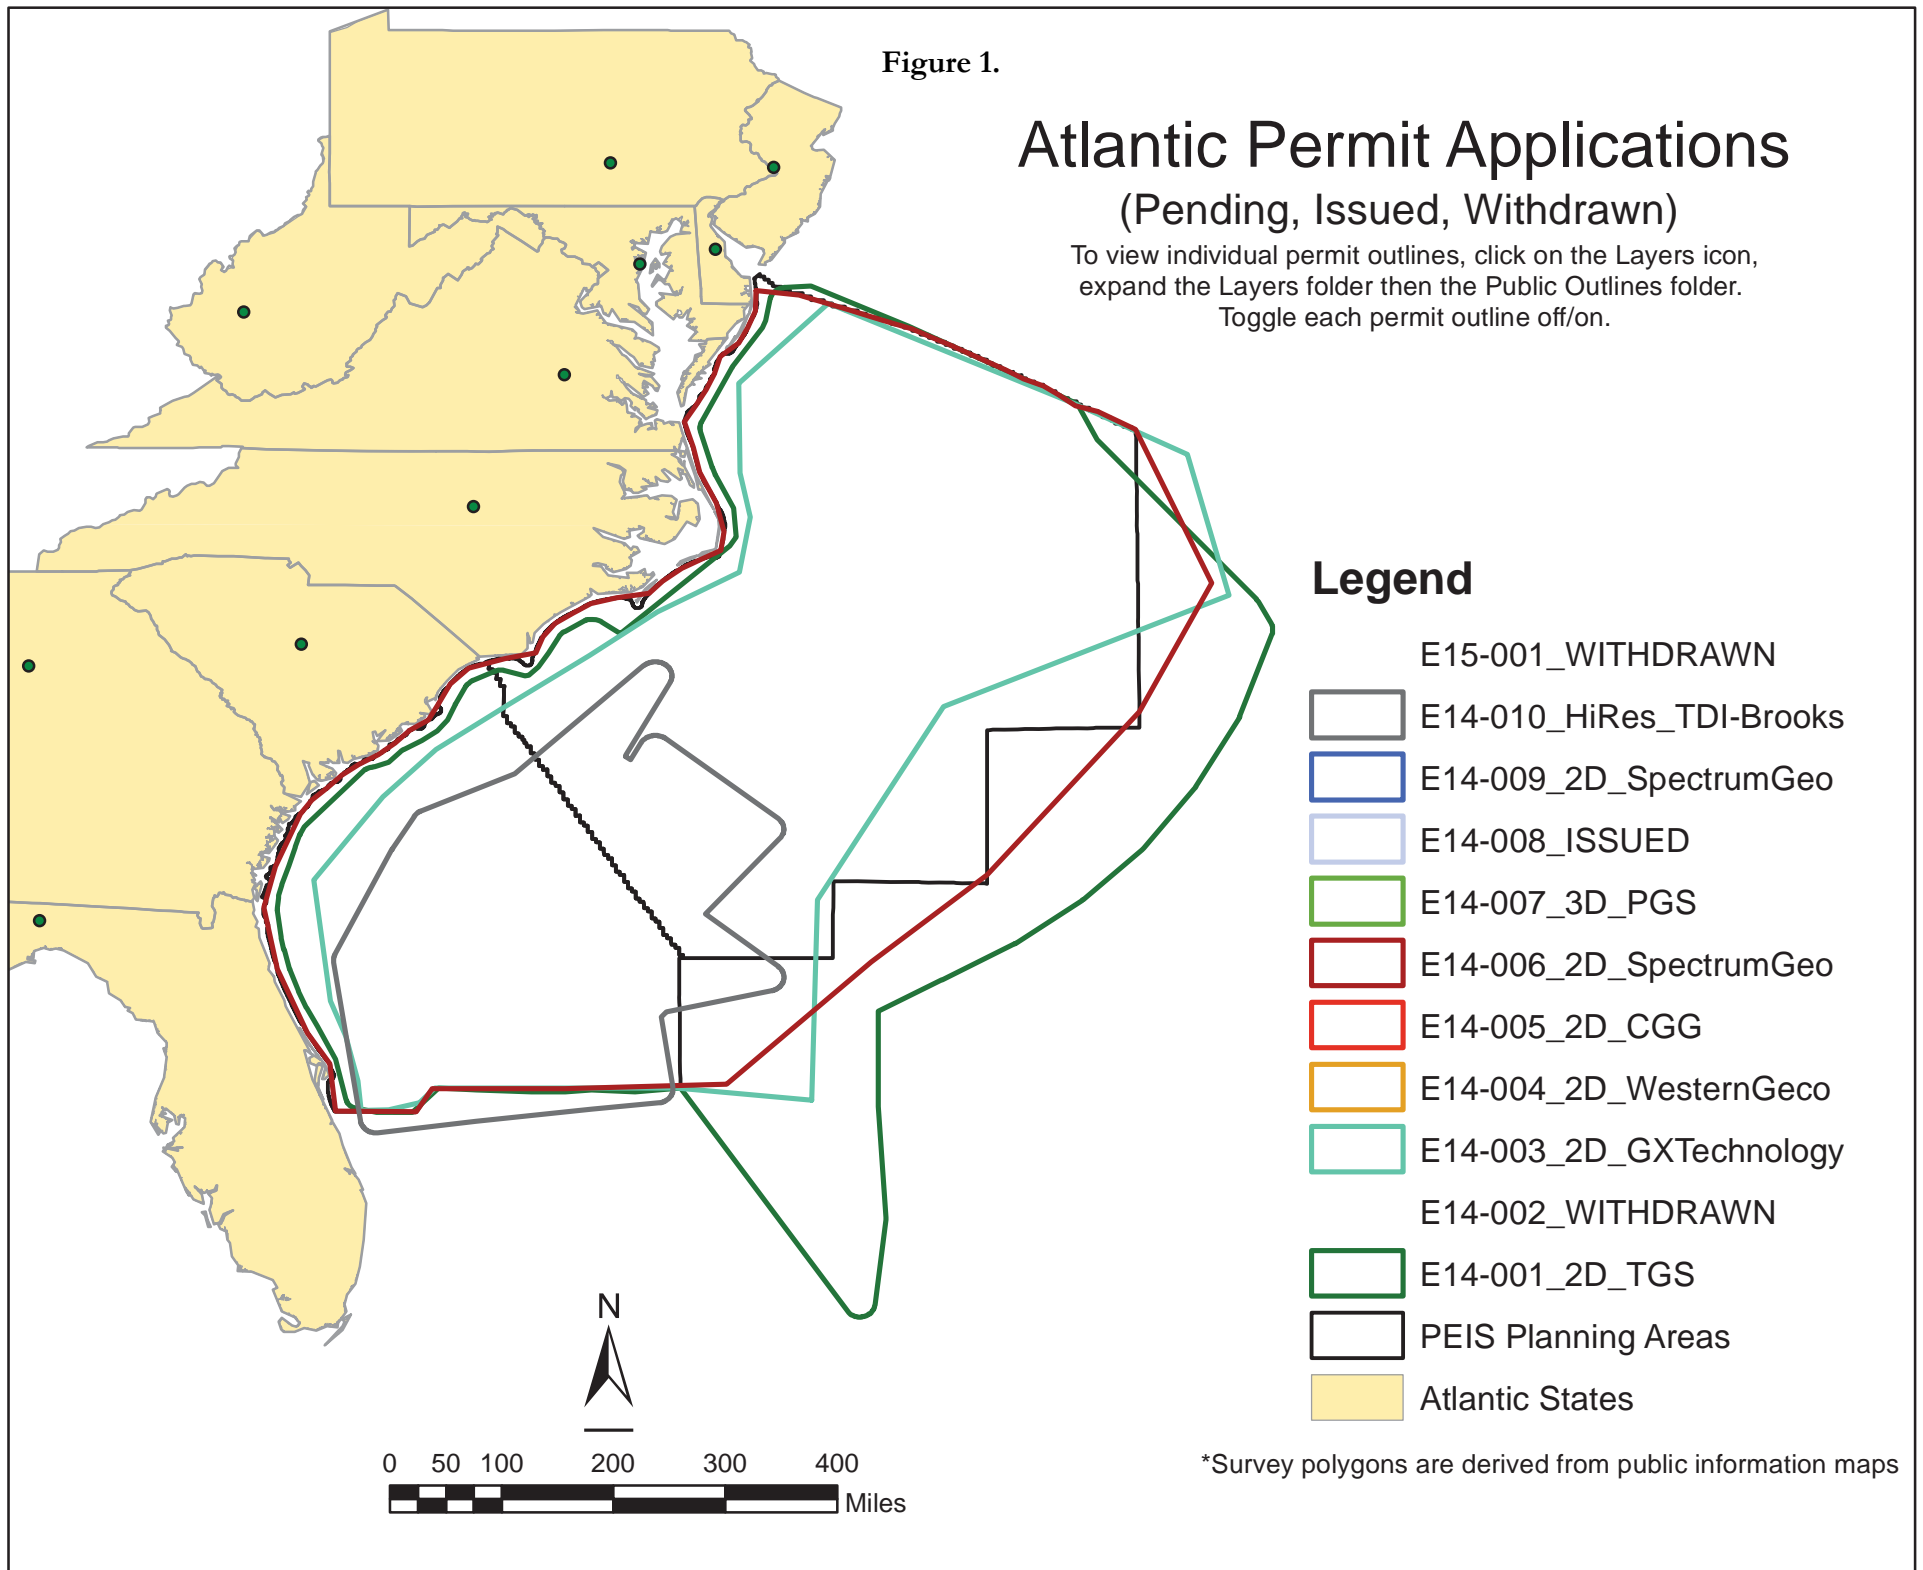 Figure 1.
Atlantic Permit Applications
(Pending, Issued, Withdrawn)
To view individual permit outlines, click on the Layers icon,
expand the Layers folder then the Public Outlines folder.
Toggle each permit outline off/on.
Legend
E15-001_WITHDRAWN
E14-010_HiRes_TDI-Brooks
E14-009_2D_SpectrumGeo
E14-008_ISSUED
E14-007_3D_PGS
E14-006_2D_SpectrumGeo
E14-005_2D_CGG
E14-004_2D_WesternGeco
E14-003_2D_GXTechnology
E14-002_WITHDRAWN
E14-001_2D_TGS
PEIS Planning Areas
Atlantic States
*Survey polygons are derived from public information maps
N
0 50 100 200 300 400
Miles